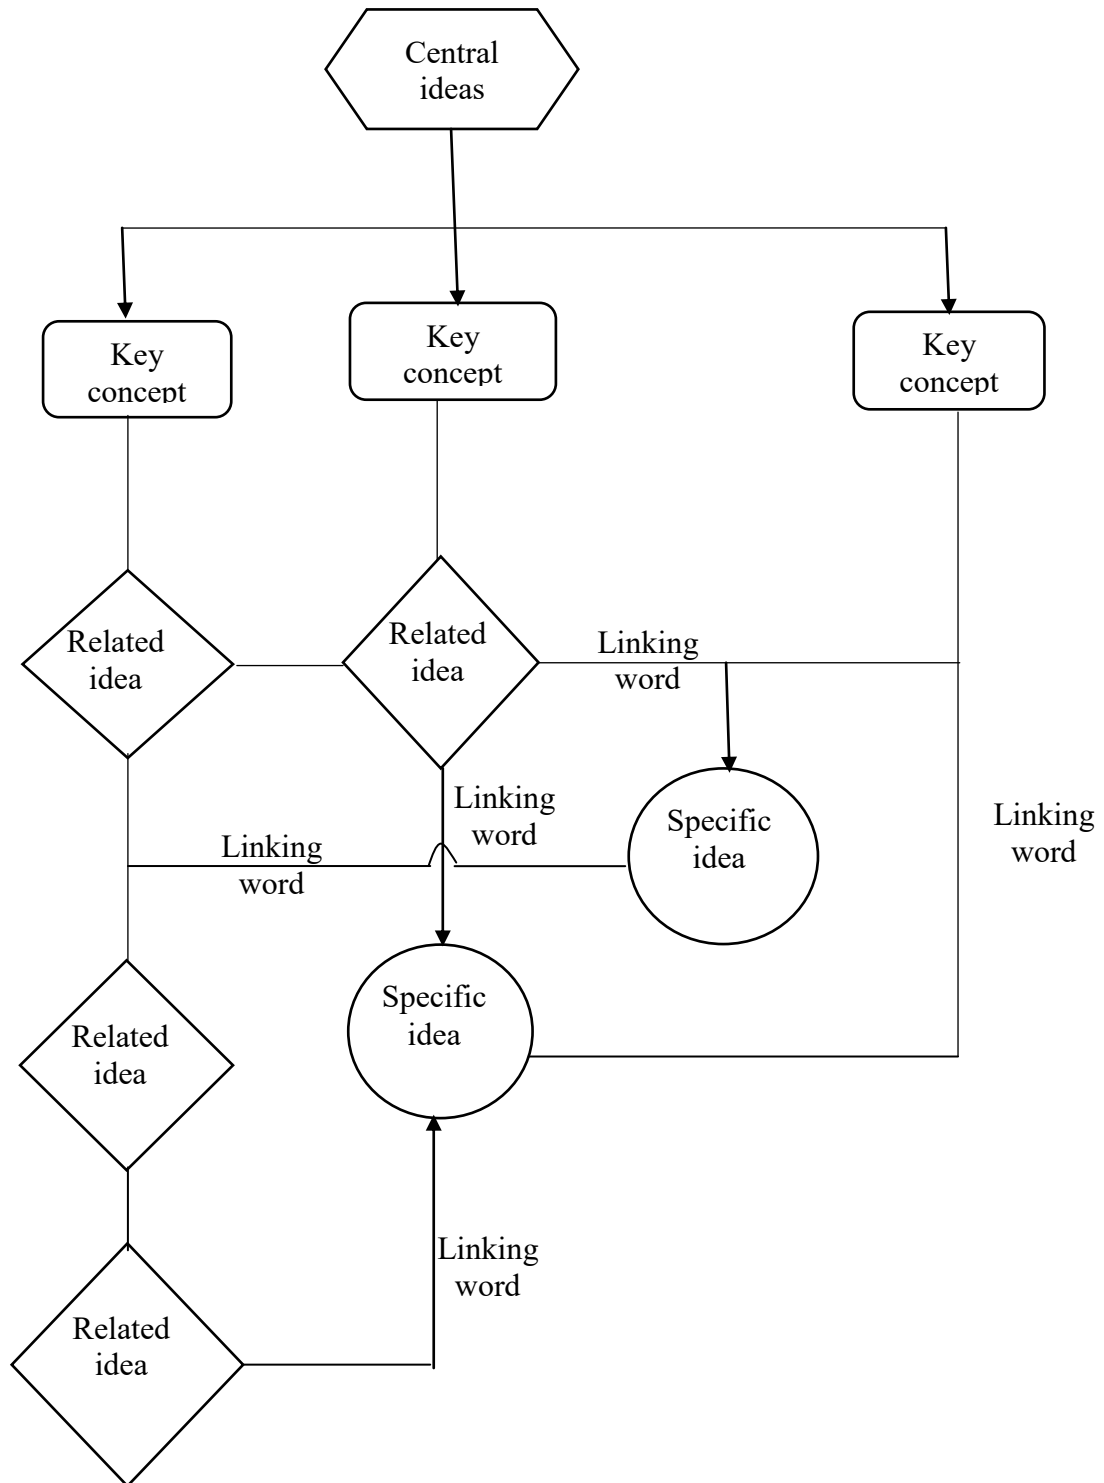 Central
ideas
Key
concept
Key
concept
Key
concept
Related
idea
Related
idea
Linking
word
Linking
word
Specific
idea
Linking
word
Linking
word
Specific
idea
Related
idea
Linking
word
Related
idea